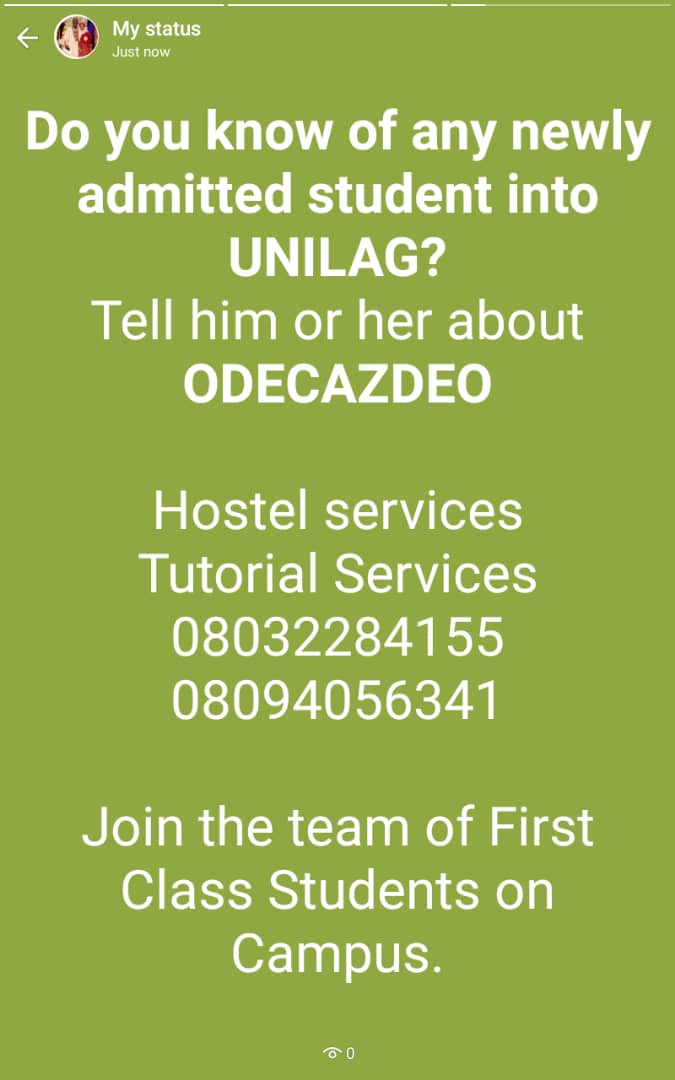 My status
Just now
Do you know of any newly
admitted student into
UNILAG?
Tell him or her about
ODECAZDEO
Hostel services
Tutorial Services
08032284155
08094056341
Join the team of First
Class Students on
Campus.
0